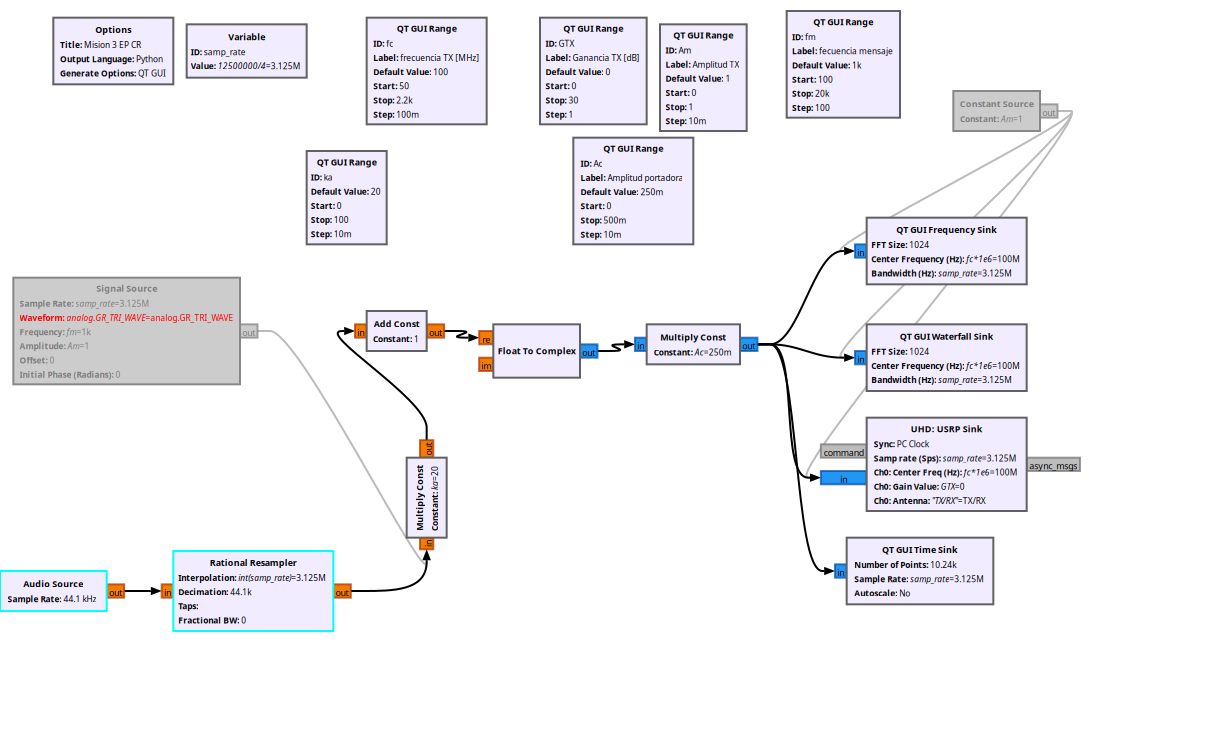 Options
Title: Mision 3 EP CR
Output Language: Python
Generate Options: QT GUI
Variable
ID: samp_rate
Value: 12500000/4=3.125M
QT GUI Range
ID: fc
Label: frecuencia TX [MHz]
Default Value: 100
Start: 50
Stop: 2.2k
Step: 100m
QT GUI Range
ID: GTX
Label: Ganancia TX [dB]
Default Value: 0
Start: 0
Stop: 30
Step: 1
QT GUI Range
ID: Am
Label: Amplitud TX
Default Value: 1
Start: 0
Stop: 1
Step: 10m
QT GUI Range
ID: fm
Label: fecuencia mensaje
Default Value: 1k
Start: 100
Stop: 20k
Step: 100
Constant Source
Constant: Am=1
out
QT GUI Range
ID: ka
Default Value: 20
Start: 0
Stop: 100
Step: 10m
QT GUI Range
ID: Ac
Label: Amplitud portadora
Default Value: 250m
Start: 0
Stop: 500m
Step: 10m
QT GUI Frequency Sink
FFT Size: 1024
Center Frequency (Hz): fc*1e6=100M
Bandwidth (Hz): samp_rate=3.125M
in
Signal Source
Sample Rate: samp_rate=3.125M
Waveform: analog.GR_TRI_WAVE=analog.GR_TRI_WAVE
Frequency: fm=1k
Amplitude: Am=1
Offset: 0
Initial Phase (Radians): 0
out
in
Add Const
Constant: 1
out
re
im
Float To Complex
out
in
Multiply Const
Constant: Ac=250m
out
QT GUI Waterfall Sink
FFT Size: 1024
Center Frequency (Hz): fc*1e6=100M
Bandwidth (Hz): samp_rate=3.125M
in
UHD: USRP Sink
Sync: PC Clock
Samp rate (Sps): samp_rate=3.125M
Ch0: Center Freq (Hz): fc*1e6=100M
Ch0: Gain Value: GTX=0
Ch0: Antenna: "TX/RX"=TX/RX
command
in
async_msgs
out
Multiply Const
Constant: ka=20
in
Audio Source
Sample Rate: 44.1 kHz
out
in
Rational Resampler
Interpolation: int(samp_rate)=3.125M
Decimation: 44.1k
Taps:
Fractional BW: 0
out
QT GUI Time Sink
Number of Points: 10.24k
Sample Rate: samp_rate=3.125M
Autoscale: No
in